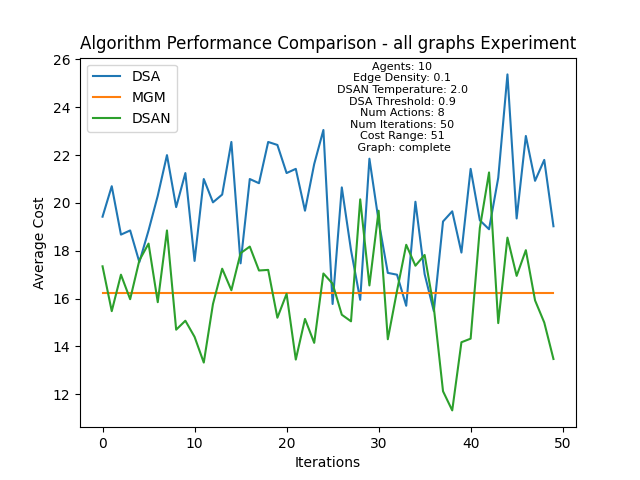 Algorithm Performance Comparison - all graphs Experiment
DSA
MGM
DSAN
Agents: 10
Edge Density: 0.1
DSAN Temperature: 2.0
DSA Threshold: 0.9
Num Actions: 8
Num Iterations: 50
Cost Range: 51
Graph: complete
26
24
22
20
18
16
14
12
Average Cost
0 10 20 30 40 50
Iterations